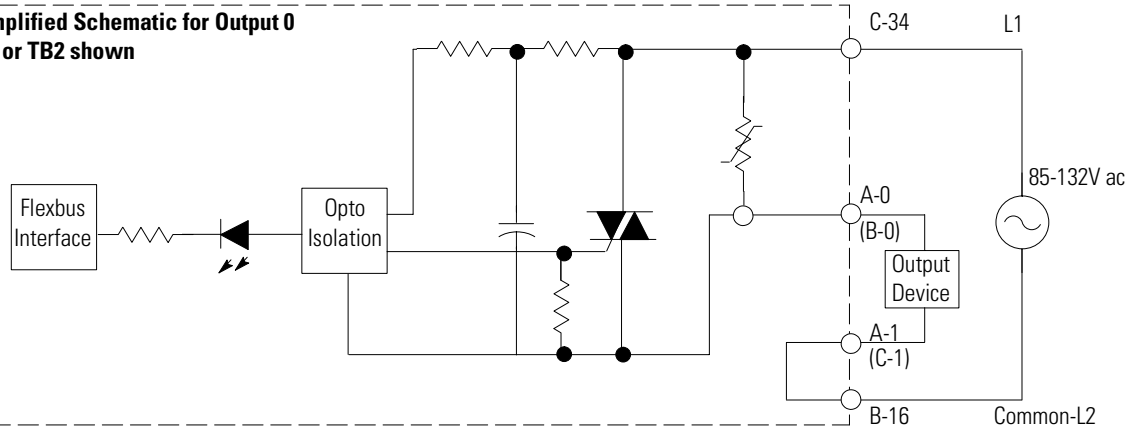 mplified Schematic for Output 0
or TB2 shown
C-34
L1
85-132V ac
Flexbus
Interface
Opto
Isolation
A-0
(B-0)
Output
Device
A-1
(C-1)
B-16
Common-L2